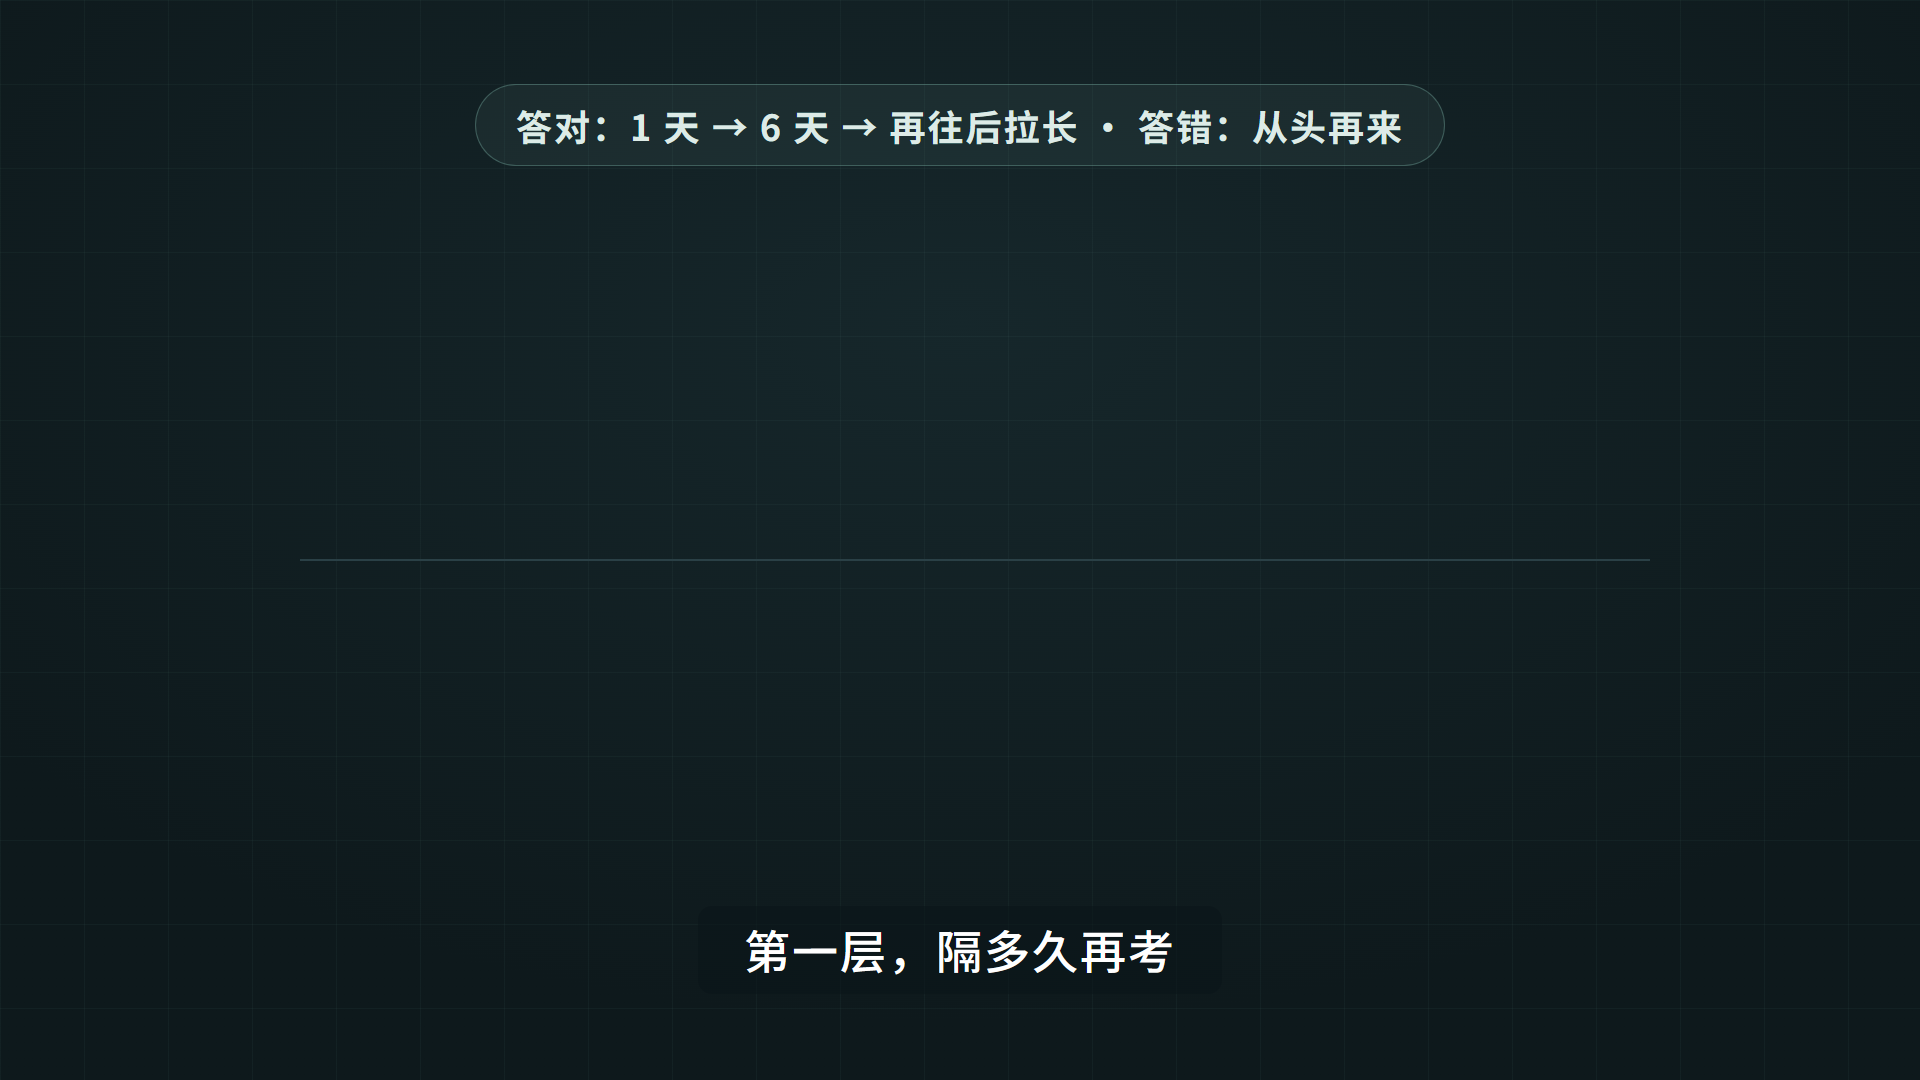 答对：1 天 → 6 天 → 再往后拉长 · 答错：从头再来
第一层，隔多久再考